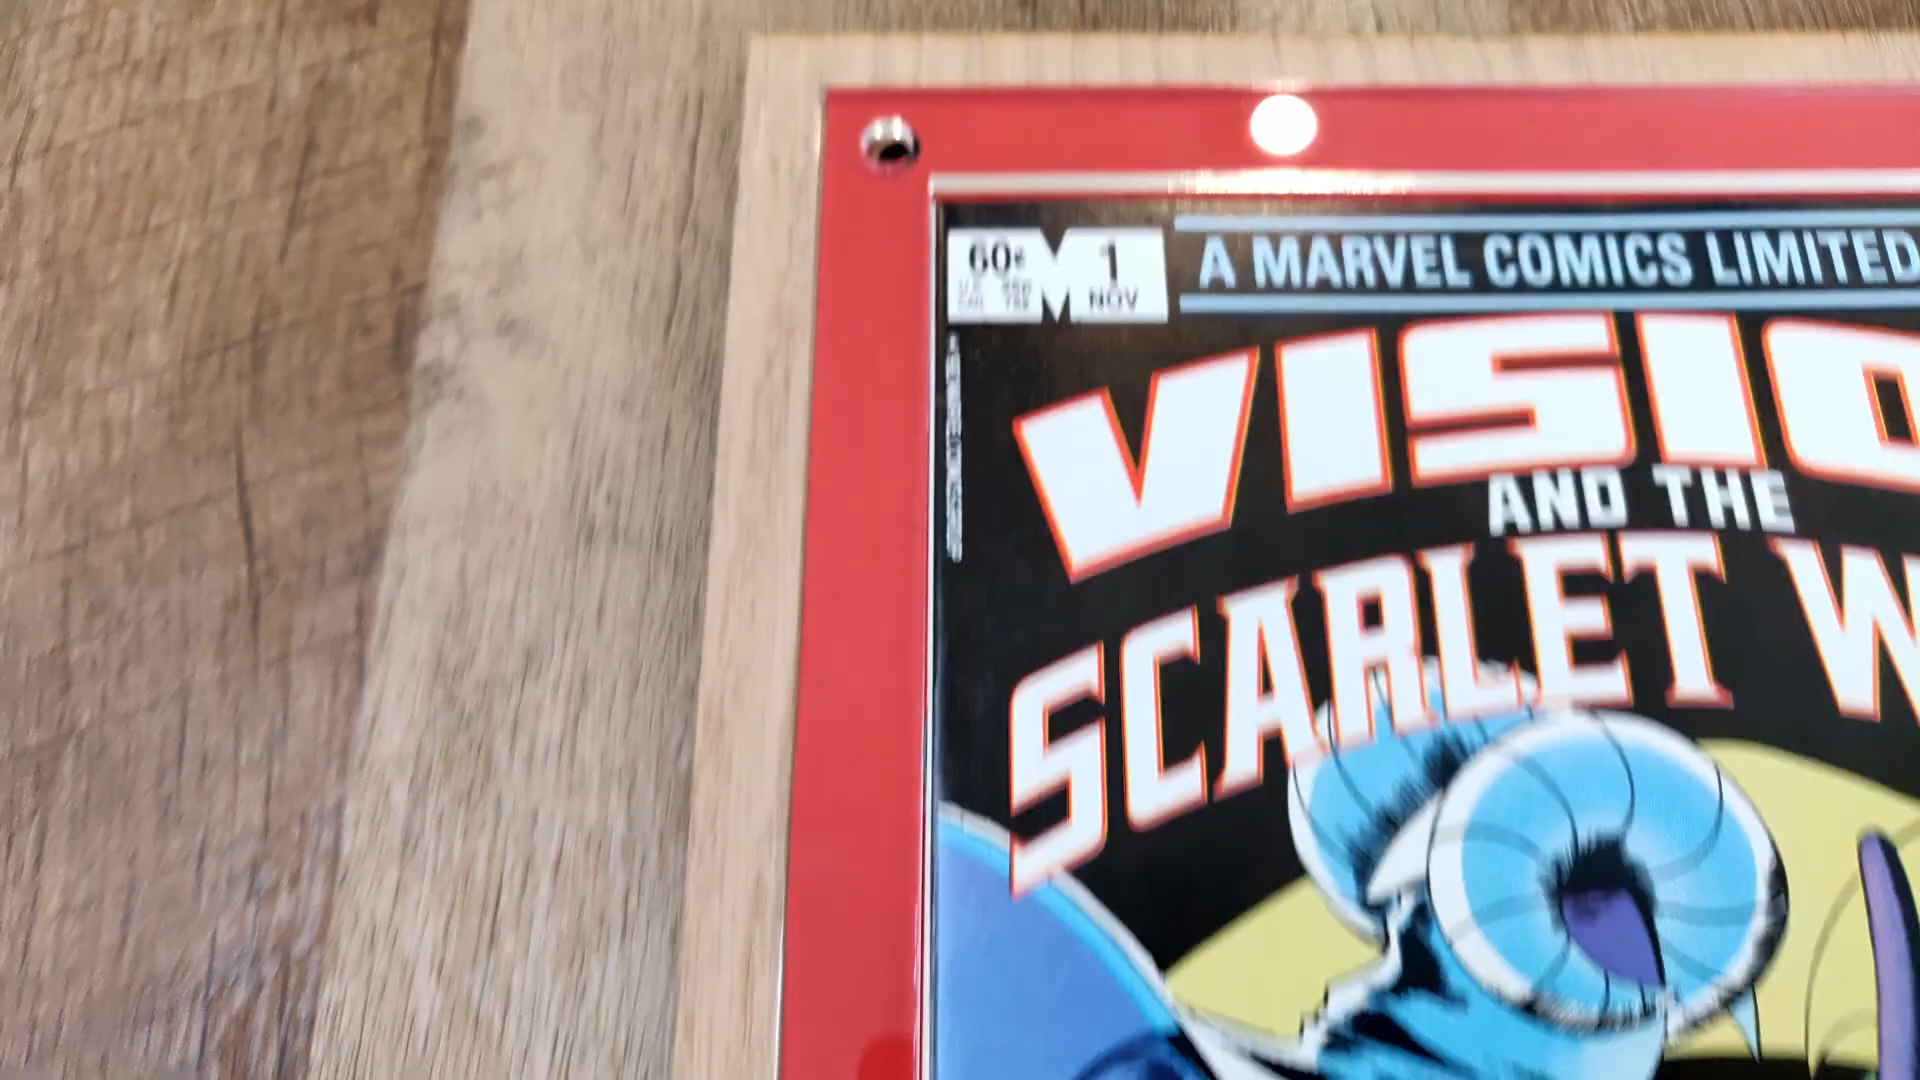 60¢
1
NOV
A MARVEL COMICS LIMITED
VISIO
AND THE
SCARLET W